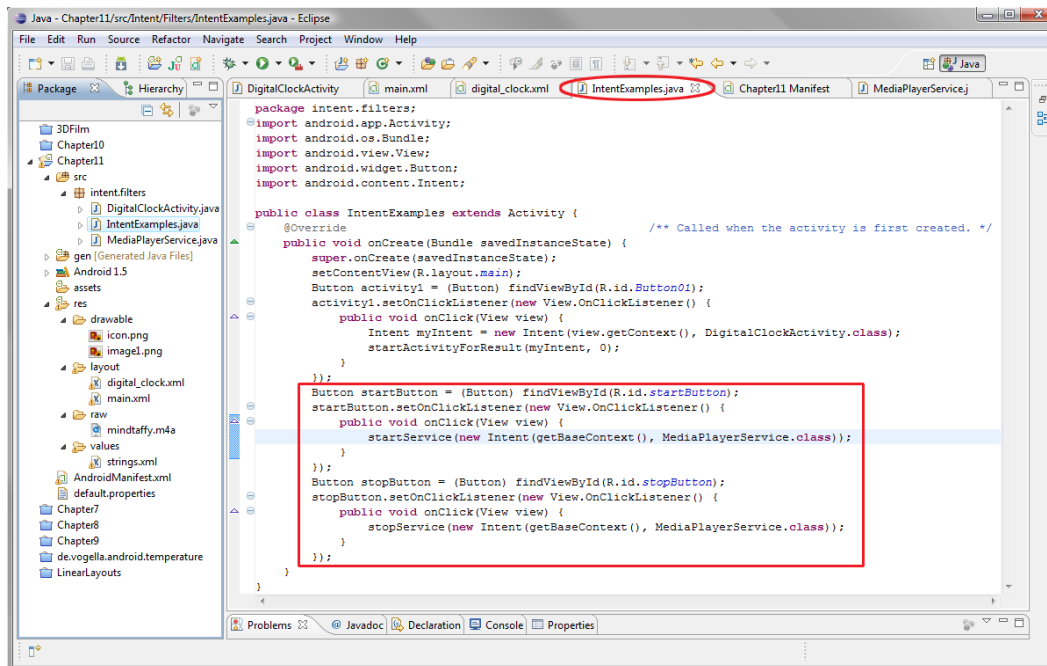 Java - Chapter11/src/Intent/Filters/IntentExamples.java - Eclipse
File Edit Run Source Refactor Navigate Search Project Window Help
Java
Package Hierarchy
3DFilm
Chapter10
Chapter11
src
intent.filters
DigitalClockActivity.java
IntentExamples.java
MediaPlayerService.java
gen [Generated Java Files]
Android 1.5
assets
res
drawable
icon.png
image1.png
layout
digital_clock.xml
main.xml
raw
mindtaffy.m4a
values
strings.xml
AndroidManifest.xml
default.properties
Chapter7
Chapter8
Chapter9
de.vogella.android.temperature
LinearLayouts
DigitalClockActivity main.xml digital_clock.xml IntentExamples.java Chapter11 Manifest MediaPlayerService.j
package intent.filters;
import android.app.Activity;
import android.os.Bundle;
import android.view.View;
import android.widget.Button;
import android.content.Intent;
public class IntentExamples extends Activity {
@Override /** Called when the activity is first created. */
public void onCreate(Bundle savedInstanceState) {
super.onCreate(savedInstanceState);
setContentView(R.layout.main);
Button activity1 = (Button) findViewById(R.id.Button01);
activity1.setOnClickListener(new View.OnClickListener() {
public void onClick(View view) {
Intent myIntent = new Intent(view.getContext(), DigitalClockActivity.class);
startActivityForResult(myIntent, 0);
}
});
Button startButton = (Button) findViewById(R.id.startButton);
startButton.setOnClickListener(new View.OnClickListener() {
public void onClick(View view) {
startService(new Intent(getBaseContext(), MediaPlayerService.class));
}
});
Button stopButton = (Button) findViewById(R.id.stopButton);
stopButton.setOnClickListener(new View.OnClickListener() {
public void onClick(View view) {
stopService(new Intent(getBaseContext(), MediaPlayerService.class));
}
});
}
}
Problems @ Javadoc Declaration Console Properties